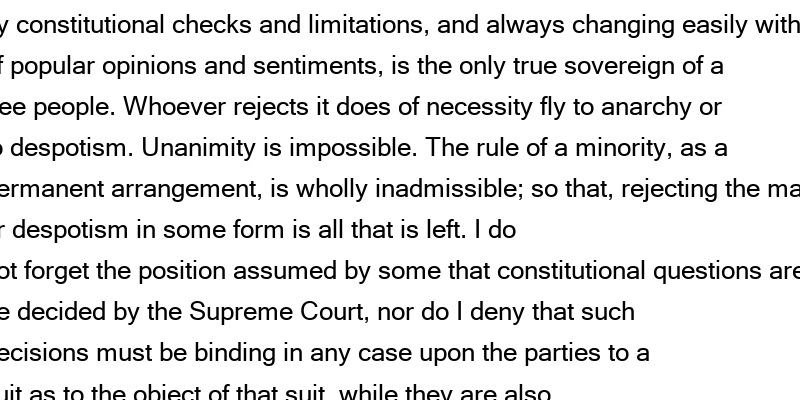 y constitutional checks and limitations, and always changing easily with
f popular opinions and sentiments, is the only true sovereign of a
ee people. Whoever rejects it does of necessity fly to anarchy or
o despotism. Unanimity is impossible. The rule of a minority, as a
ermanent arrangement, is wholly inadmissible; so that, rejecting the ma
r despotism in some form is all that is left. I do
ot forget the position assumed by some that constitutional questions are
e decided by the Supreme Court, nor do I deny that such
ecisions must be binding in any case upon the parties to a
uit as to the object of that suit, while they are also